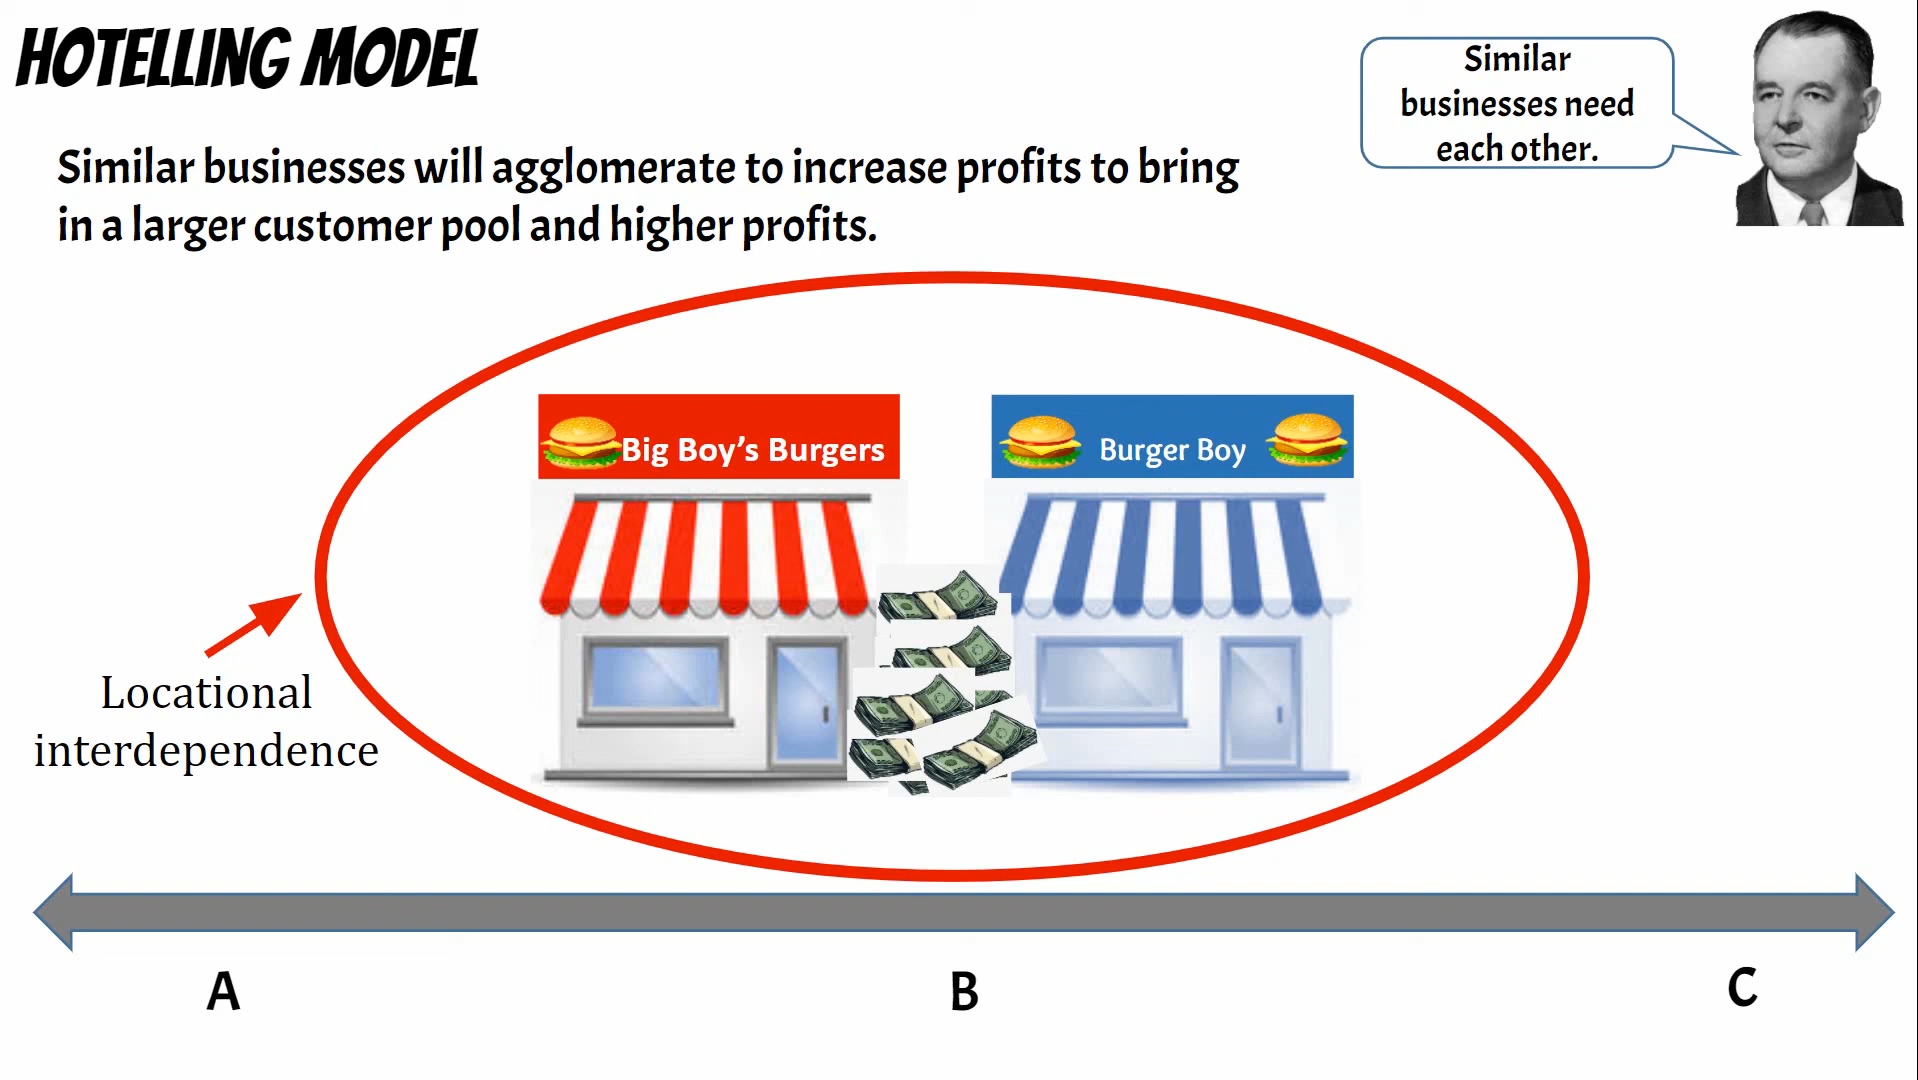 HOTELLING MODEL
Similar
businesses need
each other.
Similar businesses will agglomerate to increase profits to bring
in a larger customer pool and higher profits.
Big Boy’s Burgers
Burger Boy
Locational
interdependence
A
B
C